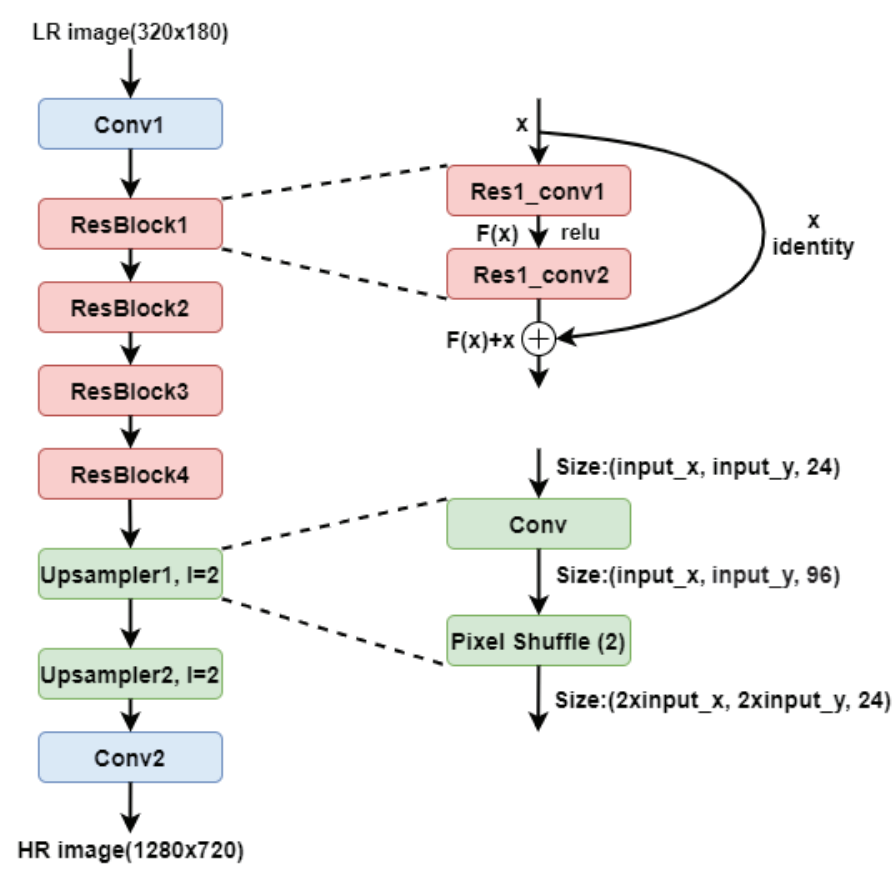 LR image(320x180)
Conv1
ResBlock1
ResBlock2
ResBlock3
ResBlock4
Upsampler1, I=2
Upsampler2, I=2
Conv2
HR image(1280x720)
x
Res1_conv1
F(x)
relu
Res1_conv2
F(x)+x
x
identity
Size:(input_x, input_y, 24)
Conv
Size:(input_x, input_y, 96)
Pixel Shuffle (2)
Size:(2xinput_x, 2xinput_y, 24)